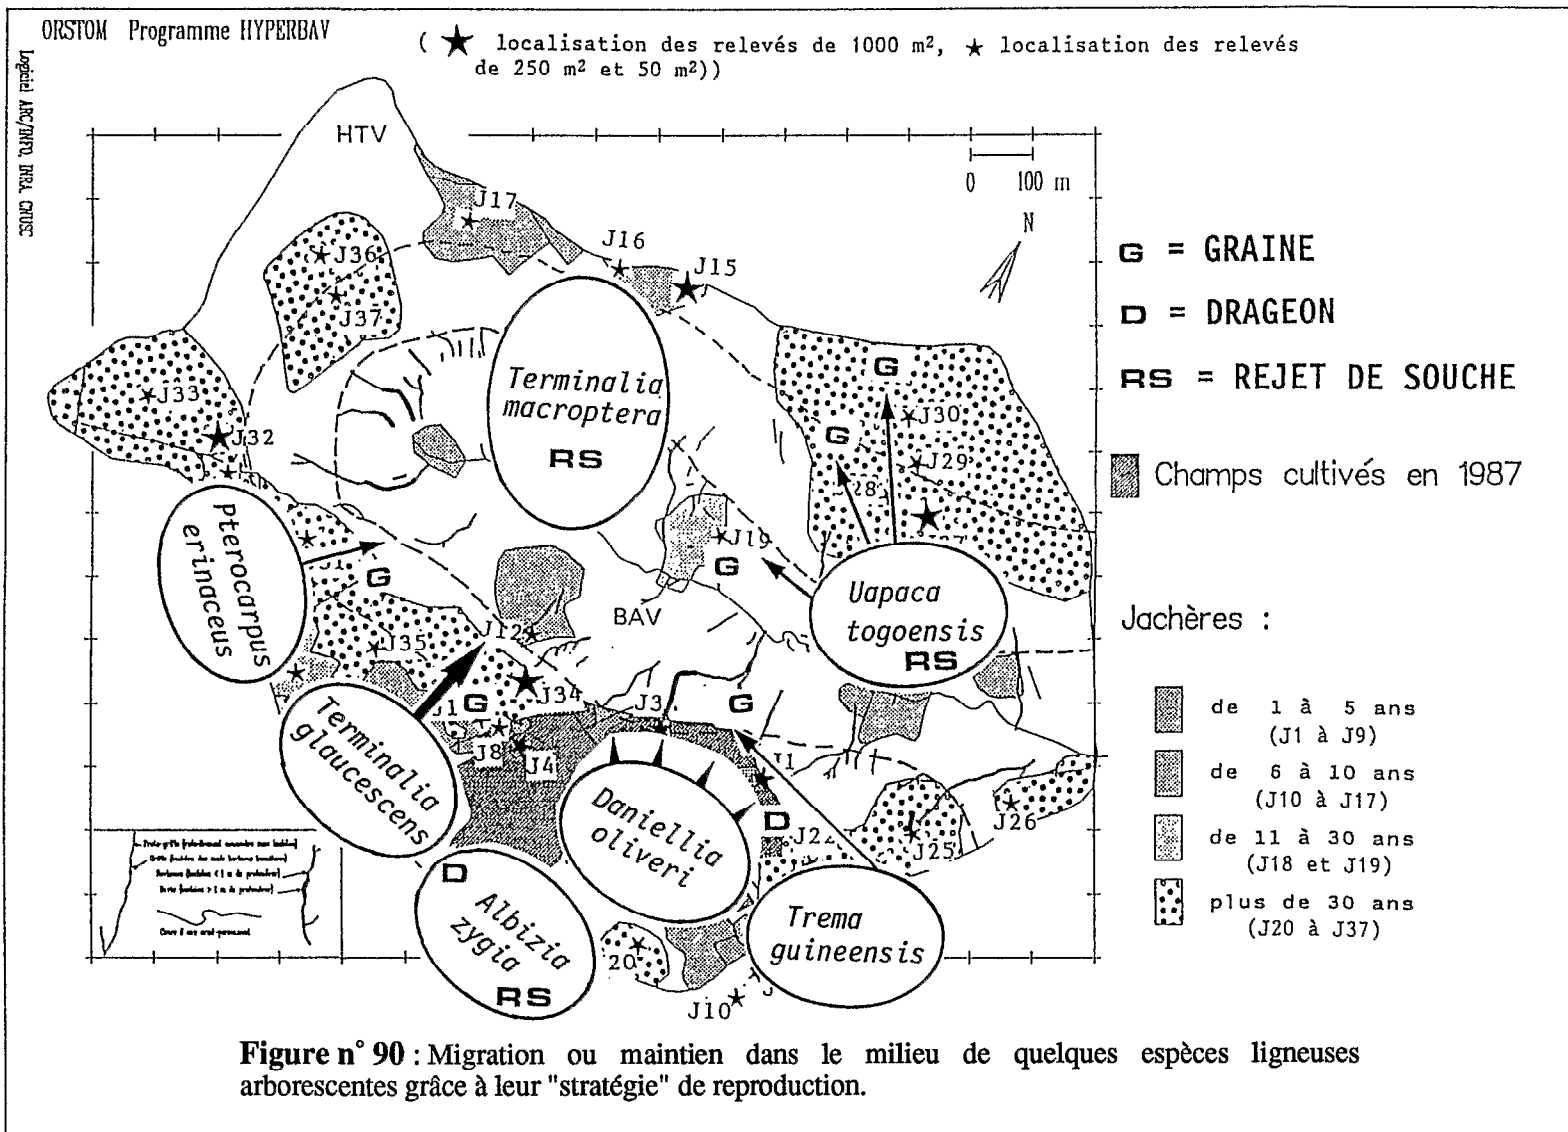 ORSTOM Programme HYPERBAV
( ★ localisation des relevés de 1000 m², ★ localisation des relevés
de 250 m² et 50 m²))
Logiciel ARC/INFO, INRA, CNUSC
HTV
0 100 m
N
J17
J16
J15
J36
J37
J33
J32
J30
J29
28
J19
J12
BAV
J35
J34
J3
J1
J8
J4
J1
J22
J25
J26
20
J10
Terminalia
macroptera
RS
Pterocarpus
erinaceus
G
G
G
G
G
G
Uapaca
togoensis
RS
Terminalia
glaucescens
Daniellia
oliveri
D
D
Albizia
zygia
RS
Trema
guineensis
G = GRAINE
D = DRAGEON
RS = REJET DE SOUCHE
Champs cultivés en 1987
Jachères :
de 1 à 5 ans
(J1 à J9)
de 6 à 10 ans
(J10 à J17)
de 11 à 30 ans
(J18 et J19)
plus de 30 ans
(J20 à J37)
Figure n° 90 : Migration ou maintien dans le milieu de quelques espèces ligneuses
arborescentes grâce à leur "stratégie" de reproduction.